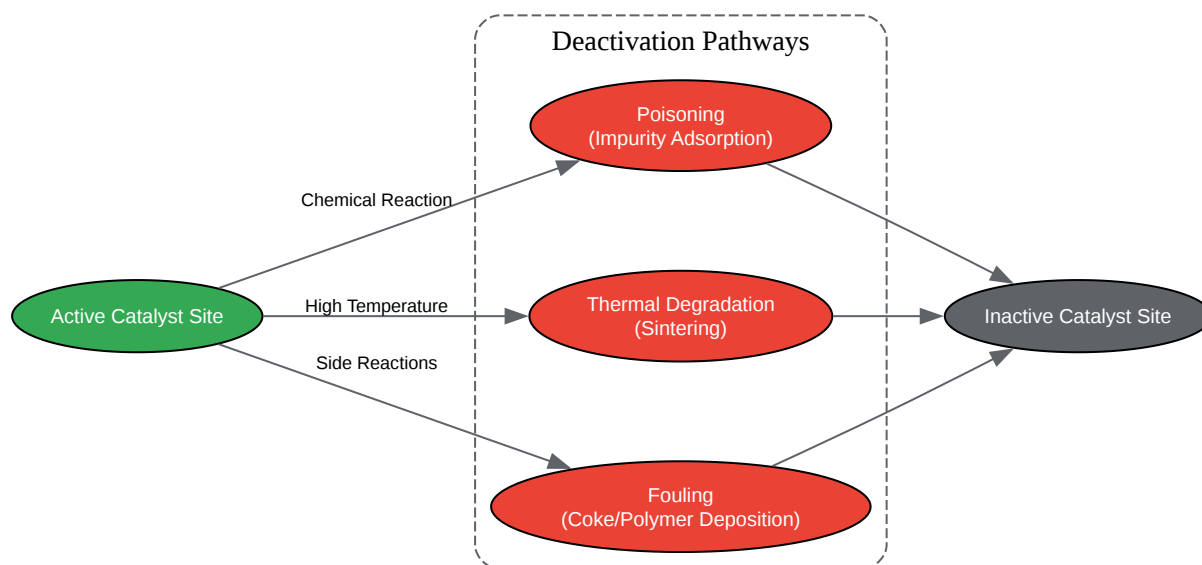 Deactivation Pathways
Poisoning
(Impurity Adsorption)
Chemical Reaction
Active Catalyst Site
High Temperature
Thermal Degradation
(Sintering)
Inactive Catalyst Site
Side Reactions
Fouling
(Coke/Polymer Deposition)